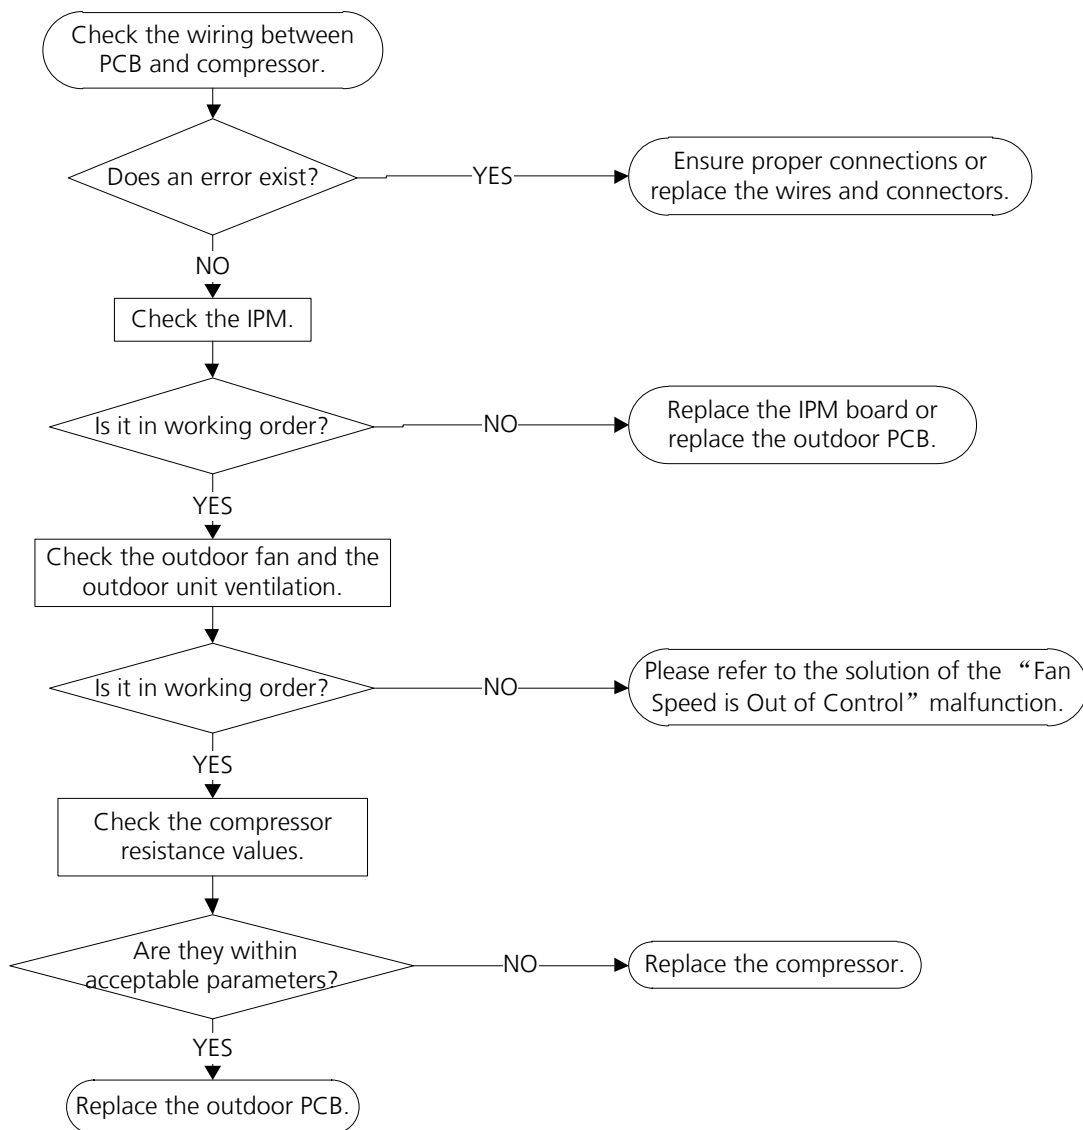 Check the wiring between
PCB and compressor.
Does an error exist?
YES
Ensure proper connections or
replace the wires and connectors.
NO
Check the IPM.
Is it in working order?
NO
Replace the IPM board or
replace the outdoor PCB.
YES
Check the outdoor fan and the
outdoor unit ventilation.
Is it in working order?
NO
Please refer to the solution of the “Fan
Speed is Out of Control” malfunction.
YES
Check the compressor
resistance values.
Are they within
acceptable parameters?
NO
Replace the compressor.
YES
Replace the outdoor PCB.